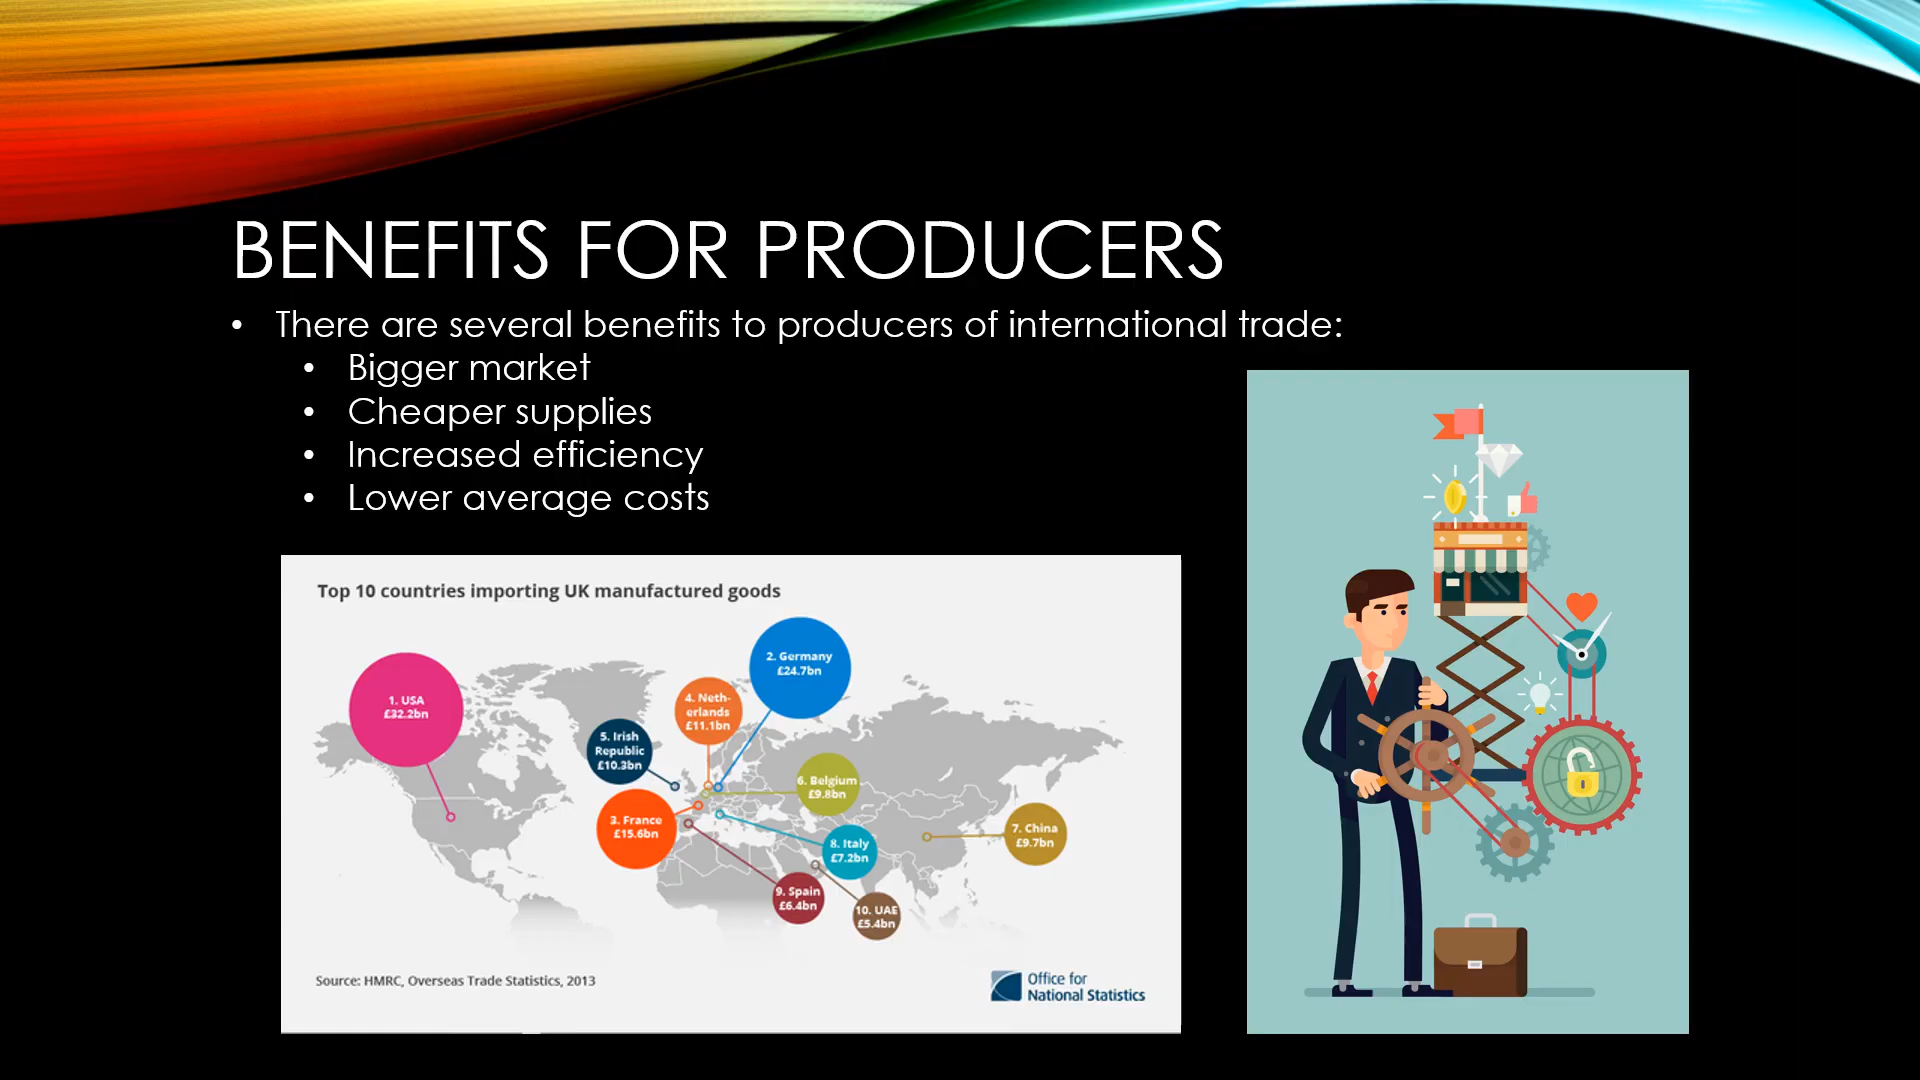 BENEFITS FOR PRODUCERS
• There are several benefits to producers of international trade:
• Bigger market
• Cheaper supplies
• Increased efficiency
• Lower average costs
Top 10 countries importing UK manufactured goods
1. USA
£32.2bn
2. Germany
£24.7bn
4. Neth-
erlands
£11.1bn
5. Irish
Republic
£10.3bn
6. Belgium
£9.8bn
3. France
£15.6bn
7. China
£9.7bn
8. Italy
£7.2bn
9. Spain
£6.4bn
10. UAE
£5.4bn
Source: HMRC, Overseas Trade Statistics, 2013
Office for
National Statistics